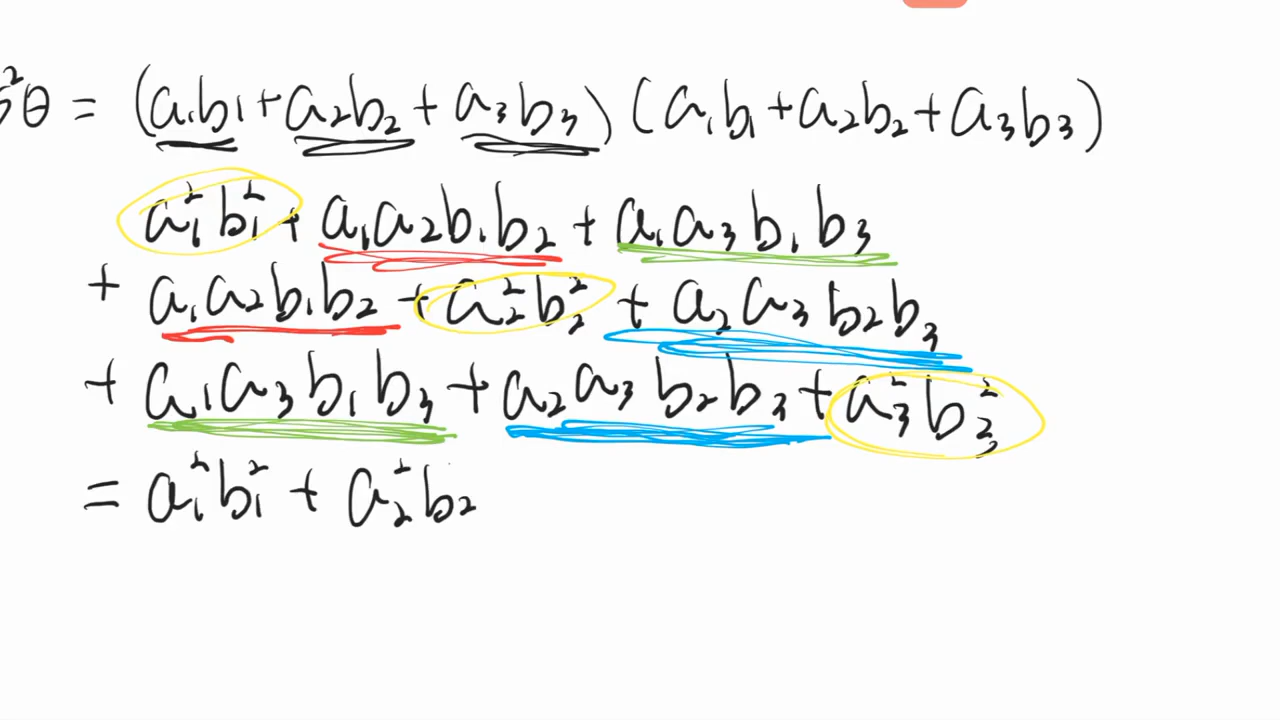 ²θ = (a₁b₁+a₂b₂+a₃b₃)(a₁b₁+a₂b₂+a₃b₃)
a₁²b₁²+a₁a₂b₁b₂+a₁a₃b₁b₃
+a₁a₂b₁b₂+a₂²b₂²+a₂a₃b₂b₃
+a₁a₃b₁b₃+a₂a₃b₂b₃+a₃²b₃²
=a₁²b₁²+a₂²b₂